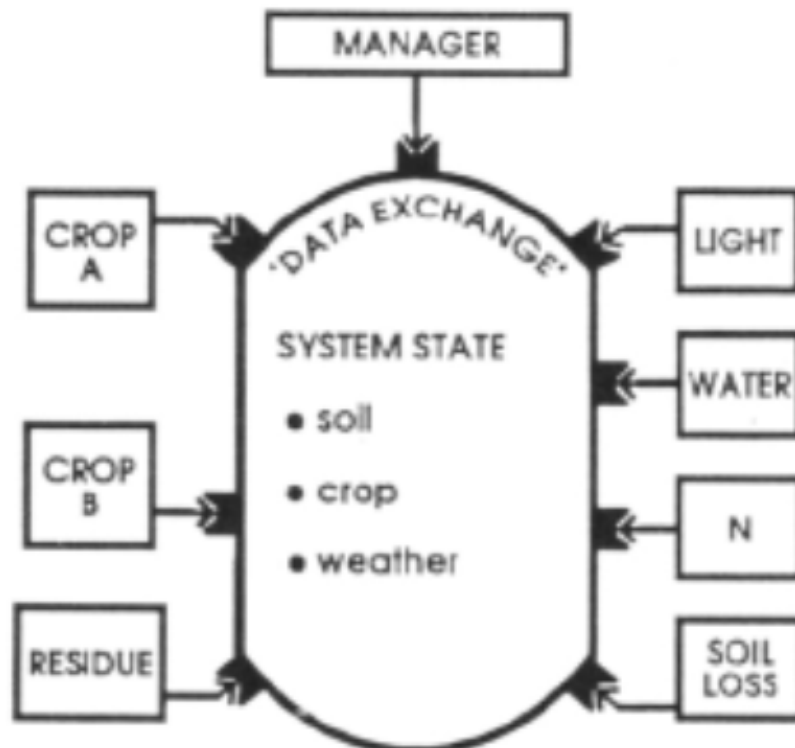 MANAGER
CROP
A
'DATA EXCHANGE'
LIGHT
SYSTEM STATE
• soil
• crop
• weather
WATER
CROP
B
N
RESIDUE
SOIL
LOSS